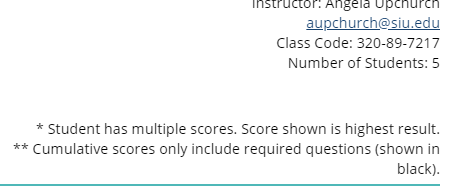 Instructor: Angela Upchurch
aupchurch@siu.edu
Class Code: 320-89-7217
Number of Students: 5
* Student has multiple scores. Score shown is highest result.
** Cumulative scores only include required questions (shown in
black).